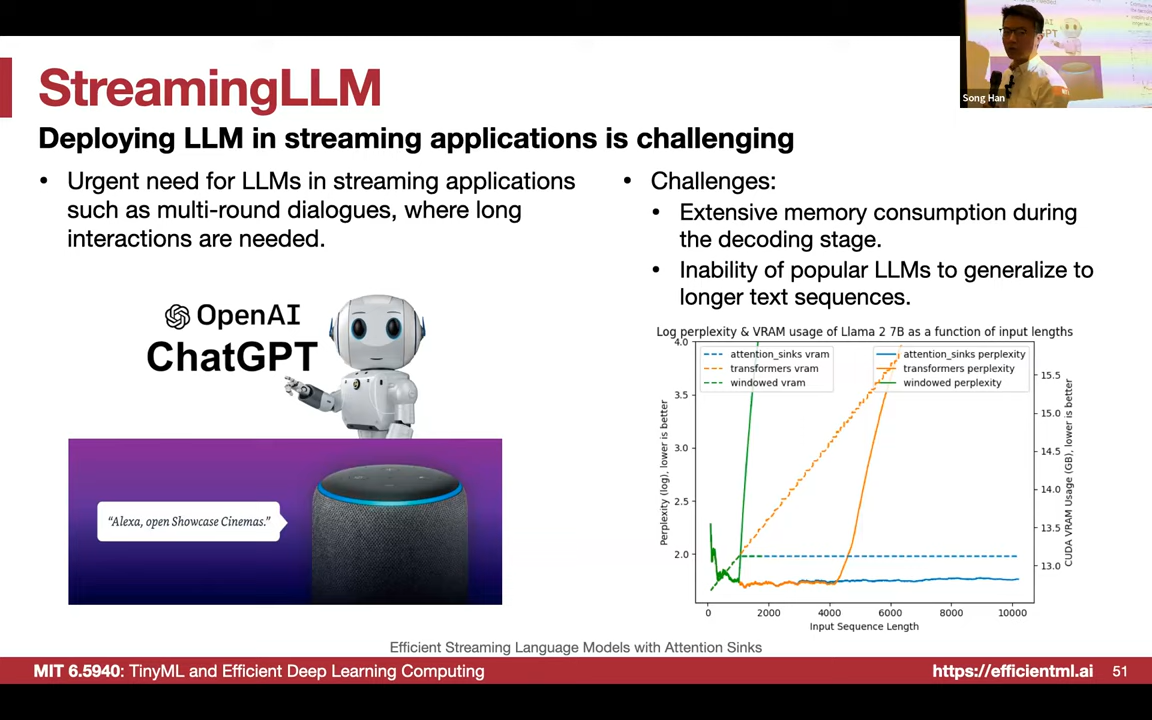 StreamingLLM
Deploying LLM in streaming applications is challenging
• Urgent need for LLMs in streaming applications
such as multi-round dialogues, where long
interactions are needed.
OpenAI
ChatGPT
“Alexa, open Showcase Cinemas.”
• Challenges:
• Extensive memory consumption during
the decoding stage.
• Inability of popular LLMs to generalize to
longer text sequences.
Log perplexity & VRAM usage of Llama 2 7B as a function of input lengths
attention_sinks vram
transformers vram
windowed vram
attention_sinks perplexity
transformers perplexity
windowed perplexity
Perplexity (log), lower is better
4.0
3.5
3.0
2.5
2.0
CUDA VRAM Usage (GB), lower is better
15.5
15.0
14.5
14.0
13.5
13.0
0 2000 4000 6000 8000 10000
Input Sequence Length
Efficient Streaming Language Models with Attention Sinks
MIT 6.5940: TinyML and Efficient Deep Learning Computing
https://efficientml.ai 51
Song Han